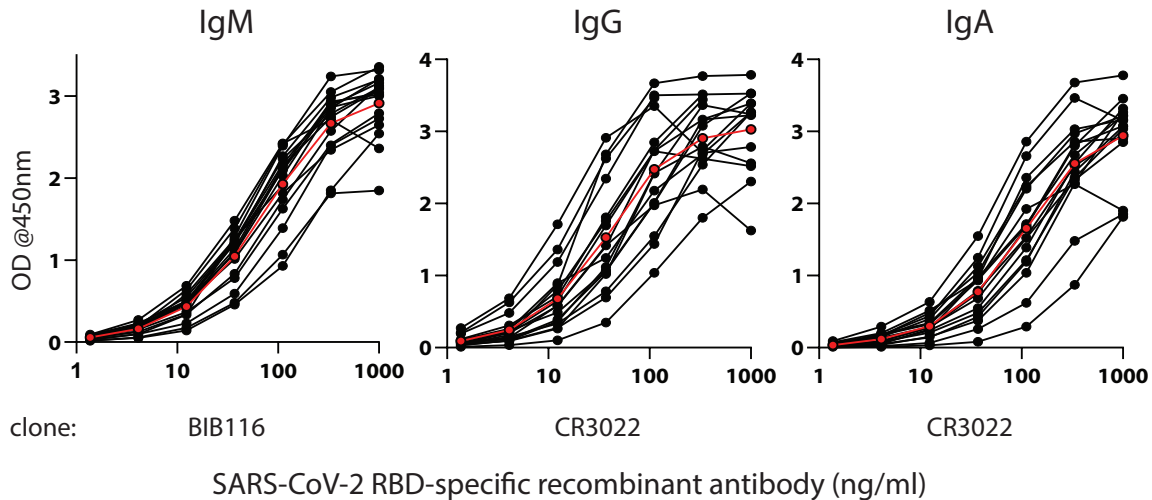 IgM IgG IgA
OD @450nm
3
2
1
0
1 10 100 1000
4
3
2
1
0
1 10 100 1000
4
3
2
1
0
1 10 100 1000
clone: BIB116 CR3022 CR3022
SARS-CoV-2 RBD-specific recombinant antibody (ng/ml)